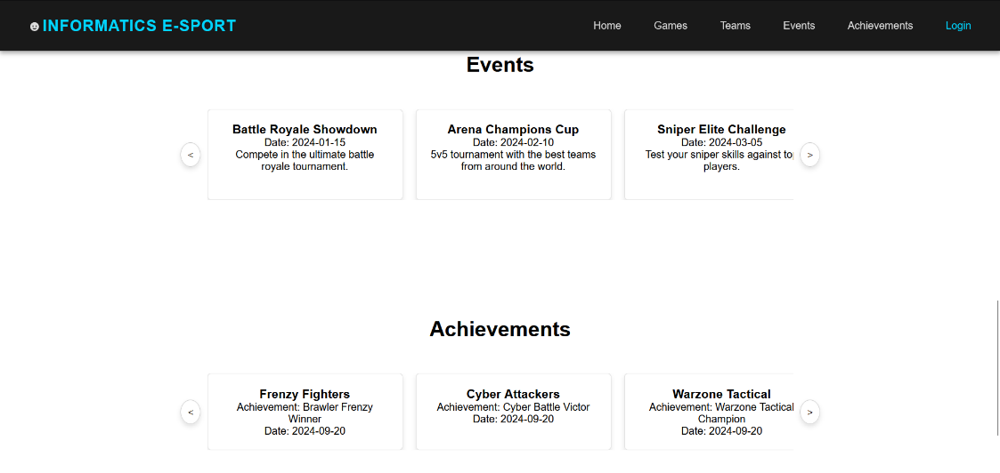 INFORMATICS E-SPORT
Home Games Teams Events Achievements Login
Events
Battle Royale Showdown
Date: 2024-01-15
Compete in the ultimate battle
royale tournament.
Arena Champions Cup
Date: 2024-02-10
5v5 tournament with the best teams
from around the world.
Sniper Elite Challenge
Date: 2024-03-05
Test your sniper skills against top
players.
<
>
Achievements
Frenzy Fighters
Achievement: Brawler Frenzy
Winner
Date: 2024-09-20
Cyber Attackers
Achievement: Cyber Battle Victor
Date: 2024-09-20
Warzone Tactical
Achievement: Warzone Tactical
Champion
Date: 2024-09-20
<
>